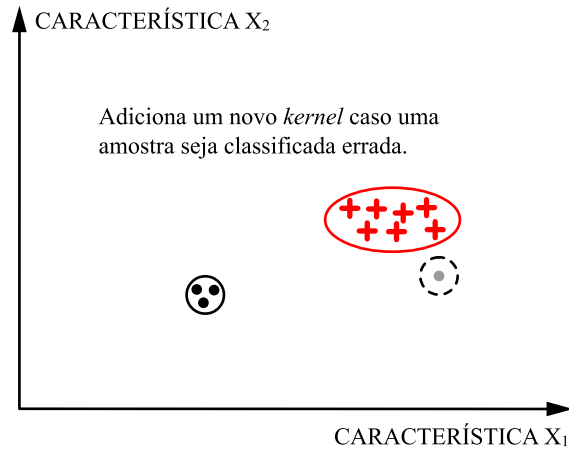 CARACTERÍSTICA X₂
Adiciona um novo kernel caso uma
amostra seja classificada errada.
CARACTERÍSTICA X₁